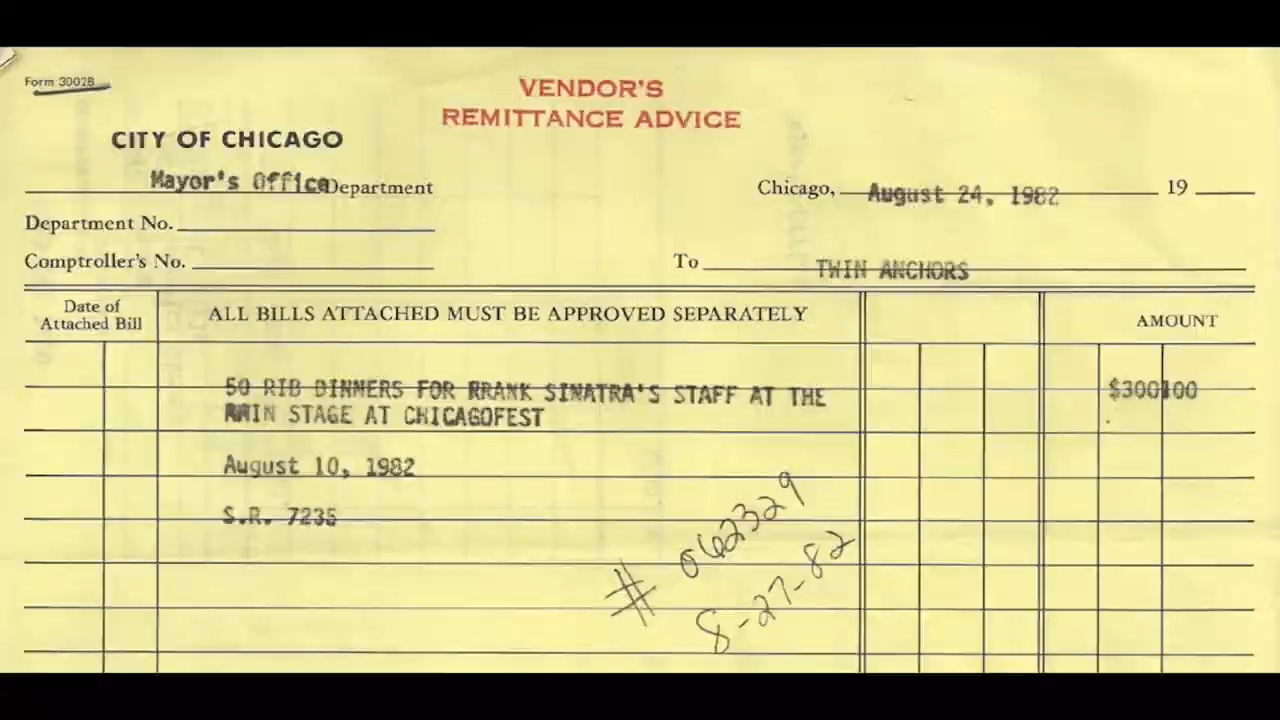 Form 3002B
VENDOR'S
REMITTANCE ADVICE
CITY OF CHICAGO
Mayor's Office Department
Chicago, August 24, 1982 19
Department No.
Comptroller's No.
To TWIN ANCHORS
Date of
Attached Bill
ALL BILLS ATTACHED MUST BE APPROVED SEPARATELY
AMOUNT
50 RIB DINNERS FOR RRANK SINATRA'S STAFF AT THE
$300 00
STAGE AT CHICAGOFEST
August 10, 1982
S.R. 7235
# 062329
8-27-82